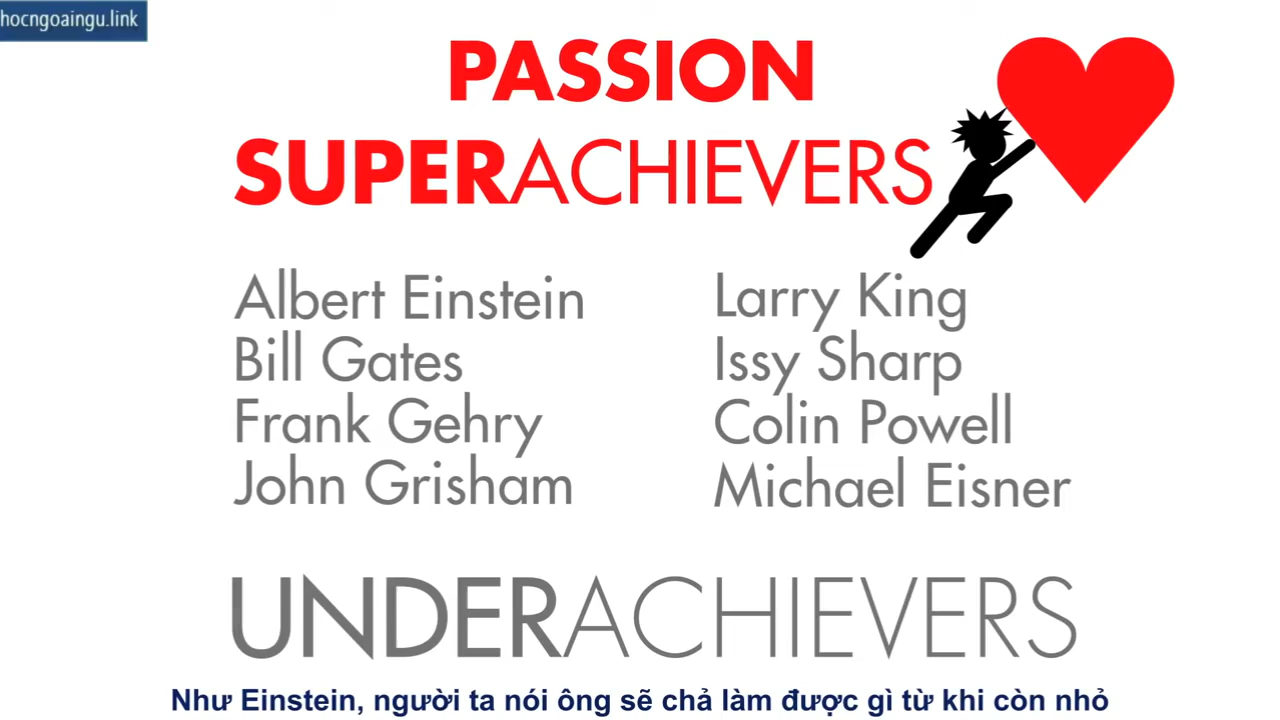 hocngoaingu.link
PASSION
SUPERACHIEVERS
Albert Einstein
Bill Gates
Frank Gehry
John Grisham
Larry King
Issy Sharp
Colin Powell
Michael Eisner
UNDERACHIEVERS
Như Einstein, người ta nói ông sẽ chả làm được gì từ khi còn nhỏ